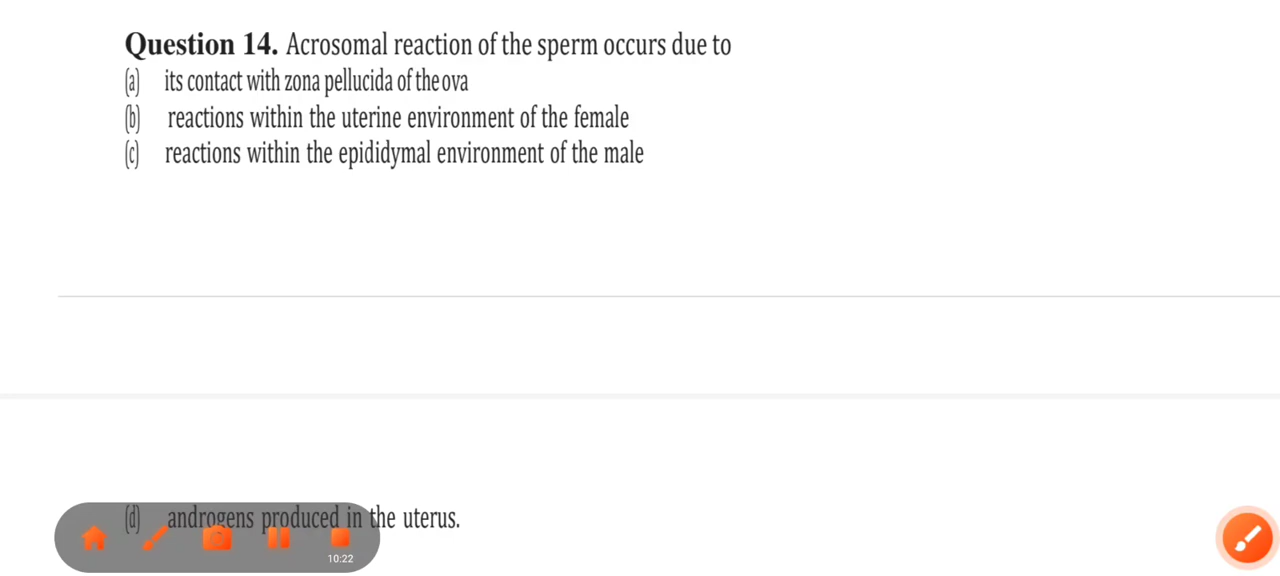 Question 14. Acrosomal reaction of the sperm occurs due to
(a) its contact with zona pellucida of the ova
(b) reactions within the uterine environment of the female
(c) reactions within the epididymal environment of the male
(d) androgens produced in the uterus.
10:22